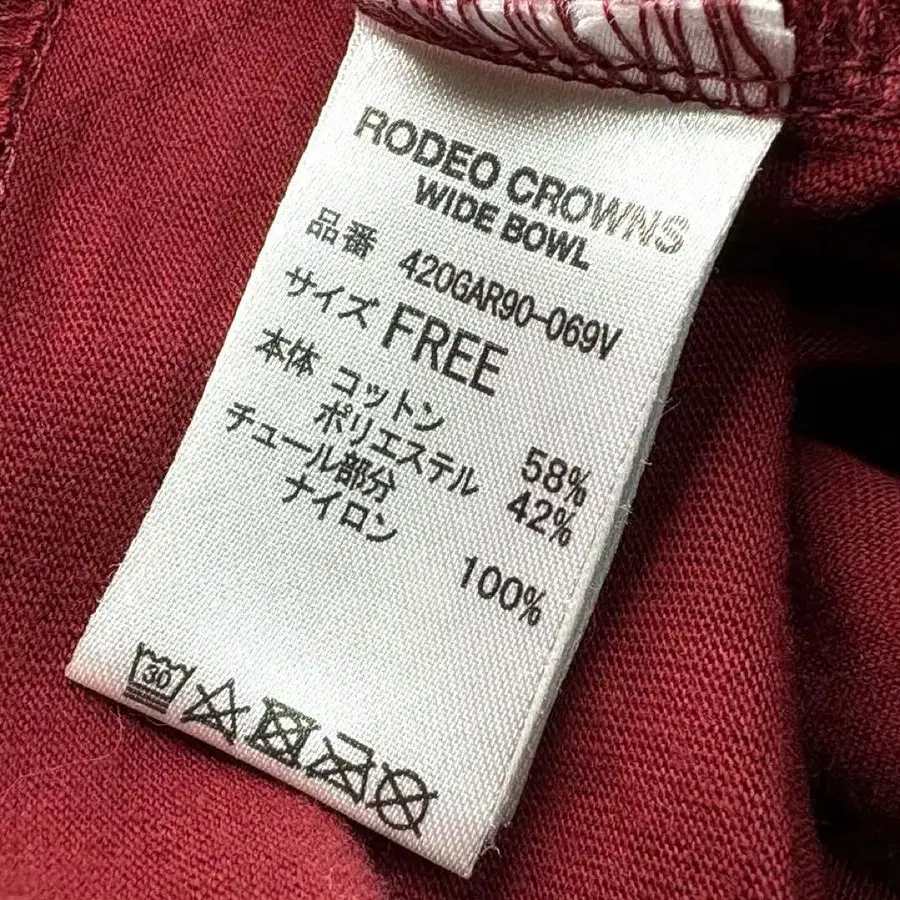 RODEO CROWNS
WIDE BOWL
品番 420GAR90-069V
サイズ FREE
本体 コットン 58%
ポリエステル 42%
チュール部分
ナイロン 100%
30